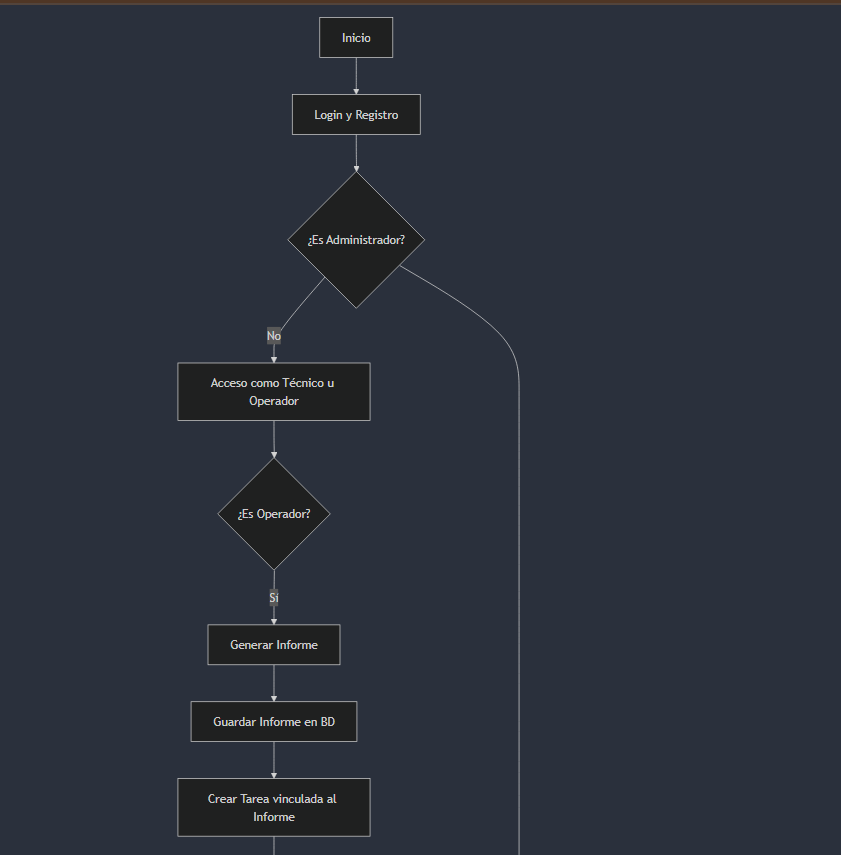 Inicio
Login y Registro
¿Es Administrador?
No
Acceso como Técnico u
Operador
¿Es Operador?
Sí
Generar Informe
Guardar Informe en BD
Crear Tarea vinculada al
Informe